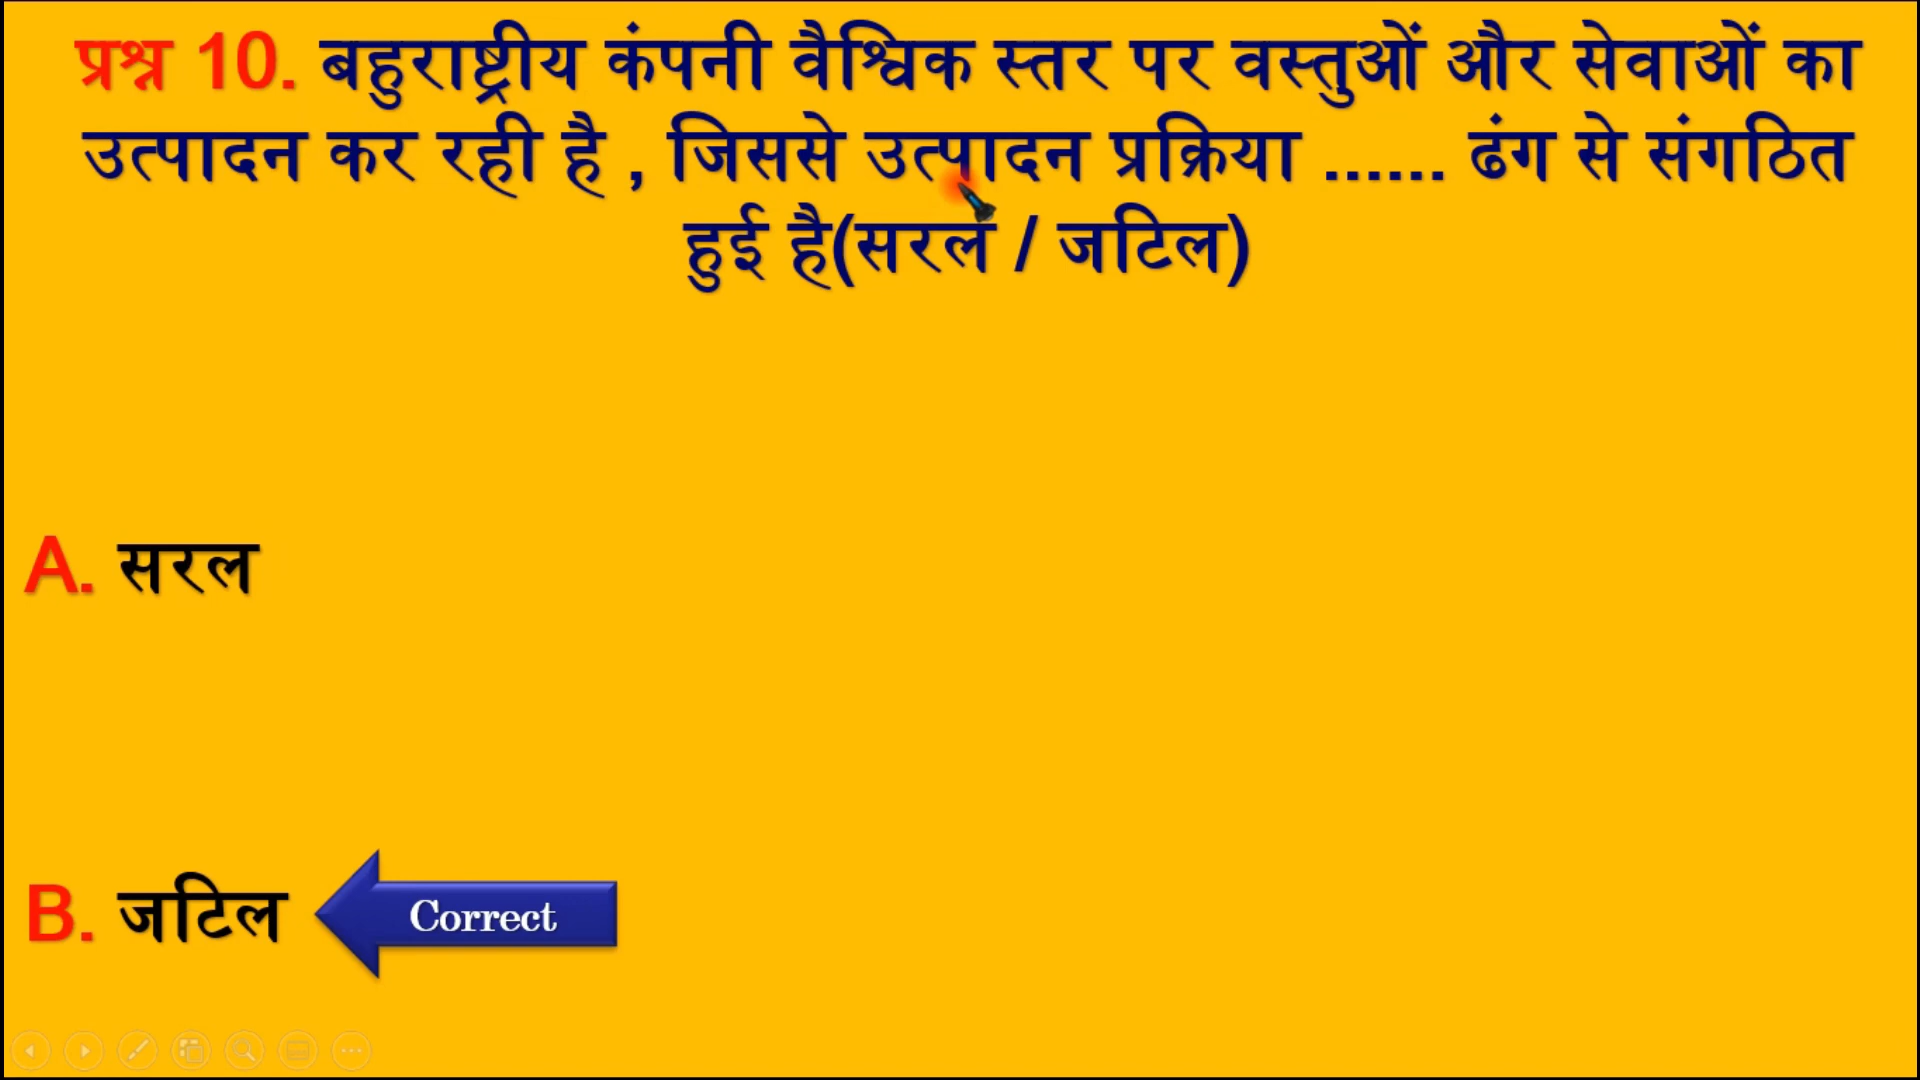 प्रश्न 10. बहुराष्ट्रीय कंपनी वैश्विक स्तर पर वस्तुओं और सेवाओं का
उत्पादन कर रही है , जिससे उत्पादन प्रक्रिया ...... ढंग से संगठित
हुई है(सरल / जटिल)
A. सरल
B. जटिल
Correct